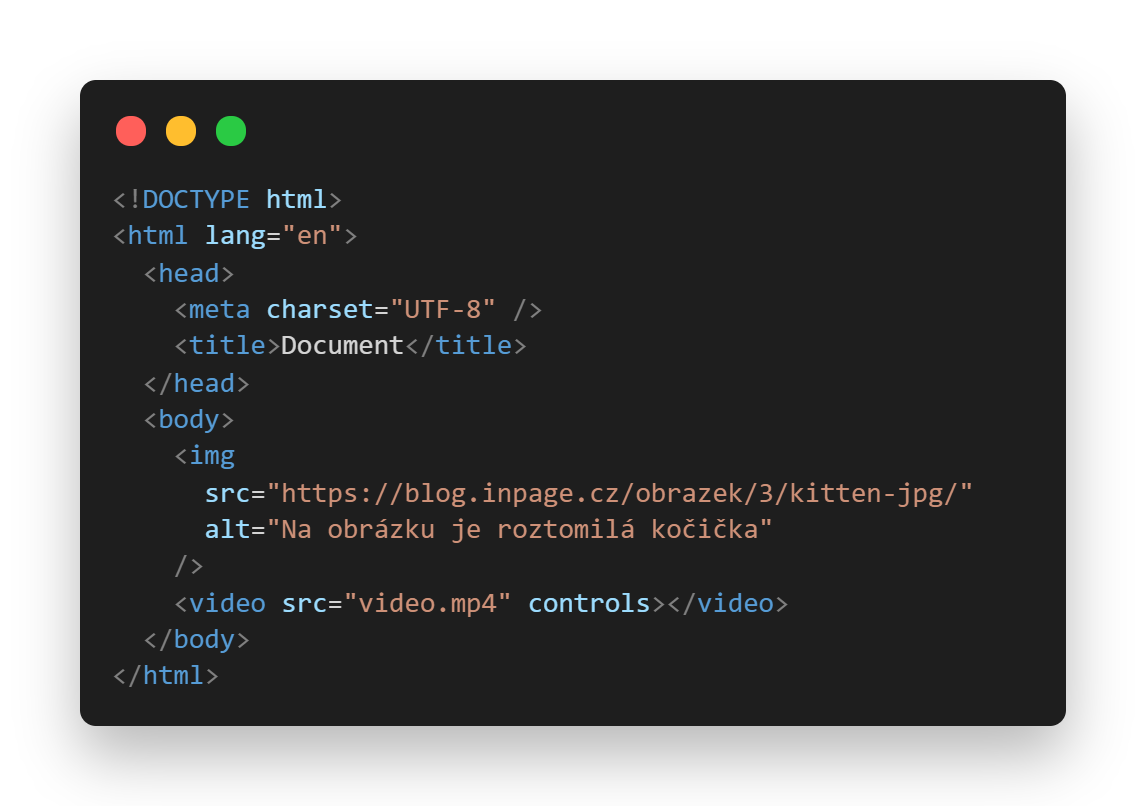 <!DOCTYPE html>
<html lang="en">
  <head>
    <meta charset="UTF-8" />
    <title>Document</title>
  </head>
  <body>
    <img
      src="https://blog.inpage.cz/obrazek/3/kitten-jpg/"
      alt="Na obrázku je roztomilá kočička"
    />
    <video src="video.mp4" controls></video>
  </body>
</html>